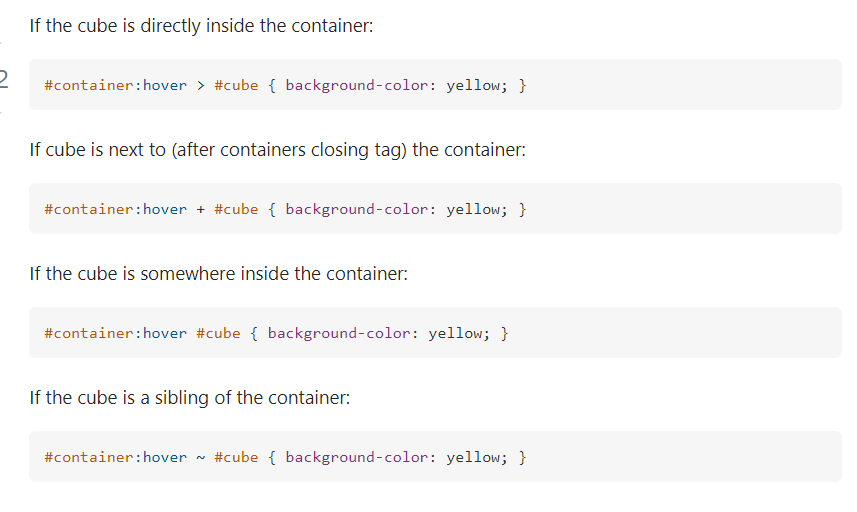 If the cube is directly inside the container:
2
#container:hover > #cube { background-color: yellow; }
If cube is next to (after containers closing tag) the container:
#container:hover + #cube { background-color: yellow; }
If the cube is somewhere inside the container:
#container:hover #cube { background-color: yellow; }
If the cube is a sibling of the container:
#container:hover ~ #cube { background-color: yellow; }